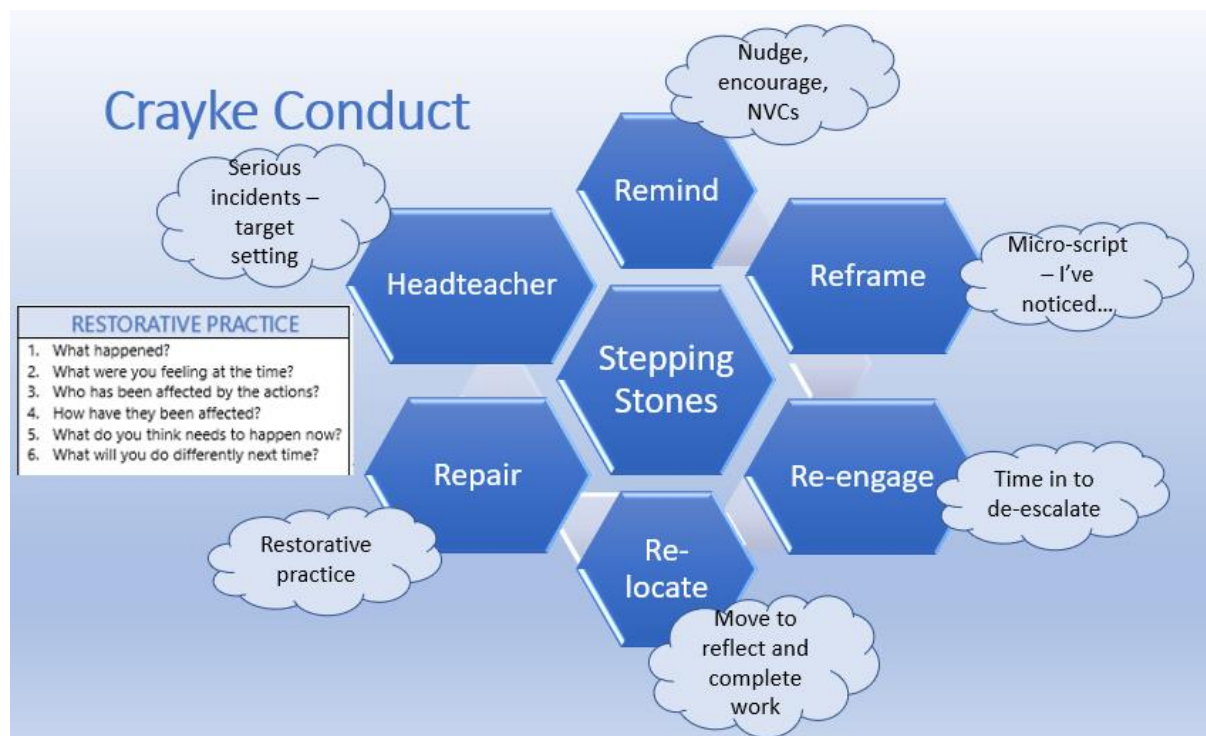 Crayke Conduct
Nudge,
encourage,
NVCs
Remind
Serious
incidents –
target
setting
Headteacher
Reframe
Micro-script
– I've
noticed…
RESTORATIVE PRACTICE
1. What happened?
2. What were you feeling at the time?
3. Who has been affected by the actions?
4. How have they been affected?
5. What do you think needs to happen now?
6. What will you do differently next time?
Stepping
Stones
Repair
Re-engage
Time in to
de-escalate
Restorative
practice
Re-
locate
Move to
reflect and
complete
work